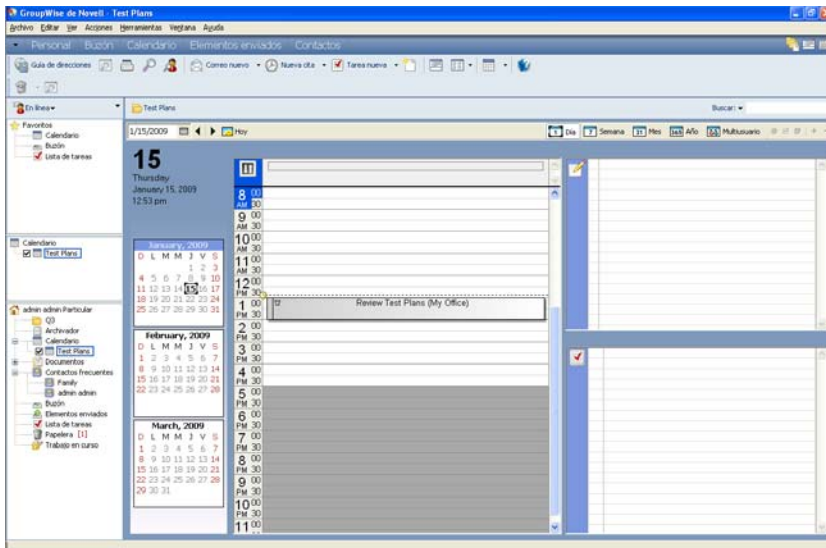 GroupWise de Novell - Test Plans
Archivo Editar Ver Acciones Herramientas Ventana Ayuda
Personal Buzón Calendario Elementos enviados Contactos
Guía de direcciones Correo nuevo Nueva cita Tarea nueva
En línea Test Plans Buscar:
Favoritos
Calendario
Buzón
Lista de tareas
1/15/2009 Hoy Día Semana Mes Año Multiusuario
15
Thursday
January 15, 2009
12:53 pm
Calendario
Test Plans
admin admin Particular
Q3
Archivador
Calendario
Test Plans
Documentos
Contactos frecuentes
Family
admin admin
Buzón
Elementos enviados
Lista de tareas
Papelera [1]
Trabajo en curso
January, 2009
D L M M J V S
1 2 3
4 5 6 7 8 9 10
11 12 13 14 15 16 17
18 19 20 21 22 23 24
25 26 27 28 29 30 31
February, 2009
D L M M J V S
1 2 3 4 5 6 7
8 9 10 11 12 13 14
15 16 17 18 19 20 21
22 23 24 25 26 27 28
March, 2009
D L M M J V S
1 2 3 4 5 6 7
8 9 10 11 12 13 14
15 16 17 18 19 20 21
22 23 24 25 26 27 28
29 30 31
8 00
AM 30
9 00
AM 30
10 00
AM 30
11 00
AM 30
12 00
PM 30
1 00
PM 30
Review Test Plans (My Office)
2 00
PM 30
3 00
PM 30
4 00
PM 30
5 00
PM 30
6 00
PM 30
7 00
PM 30
8 00
PM 30
9 00
PM 30
10 00
PM 30
11 00